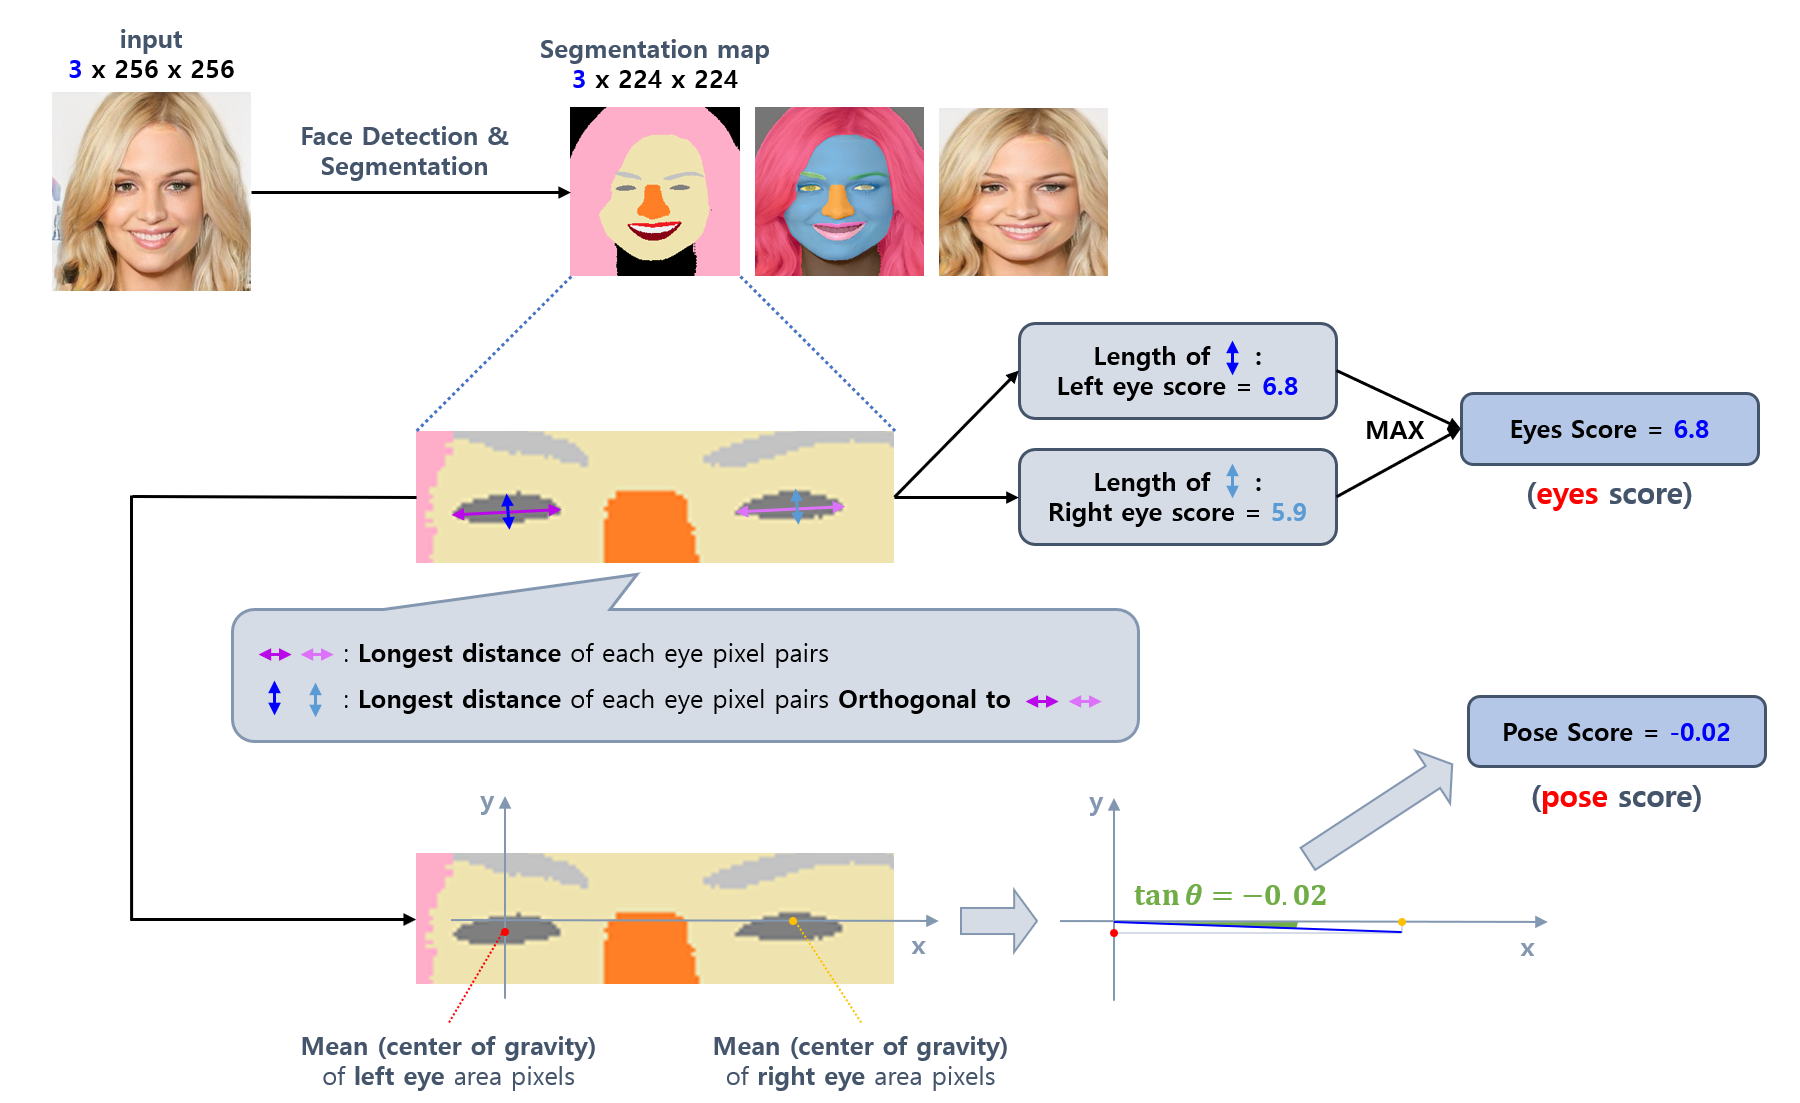 input
3 x 256 x 256
Segmentation map
3 x 224 x 224
Face Detection &
Segmentation
Length of :
Left eye score = 6.8
MAX
Eyes Score = 6.8
(eyes score)
Length of :
Right eye score = 5.9
: Longest distance of each eye pixel pairs
: Longest distance of each eye pixel pairs Orthogonal to
Pose Score = -0.02
(pose score)
y
x
y
tan θ = −0.02
x
Mean (center of gravity)
of left eye area pixels
Mean (center of gravity)
of right eye area pixels